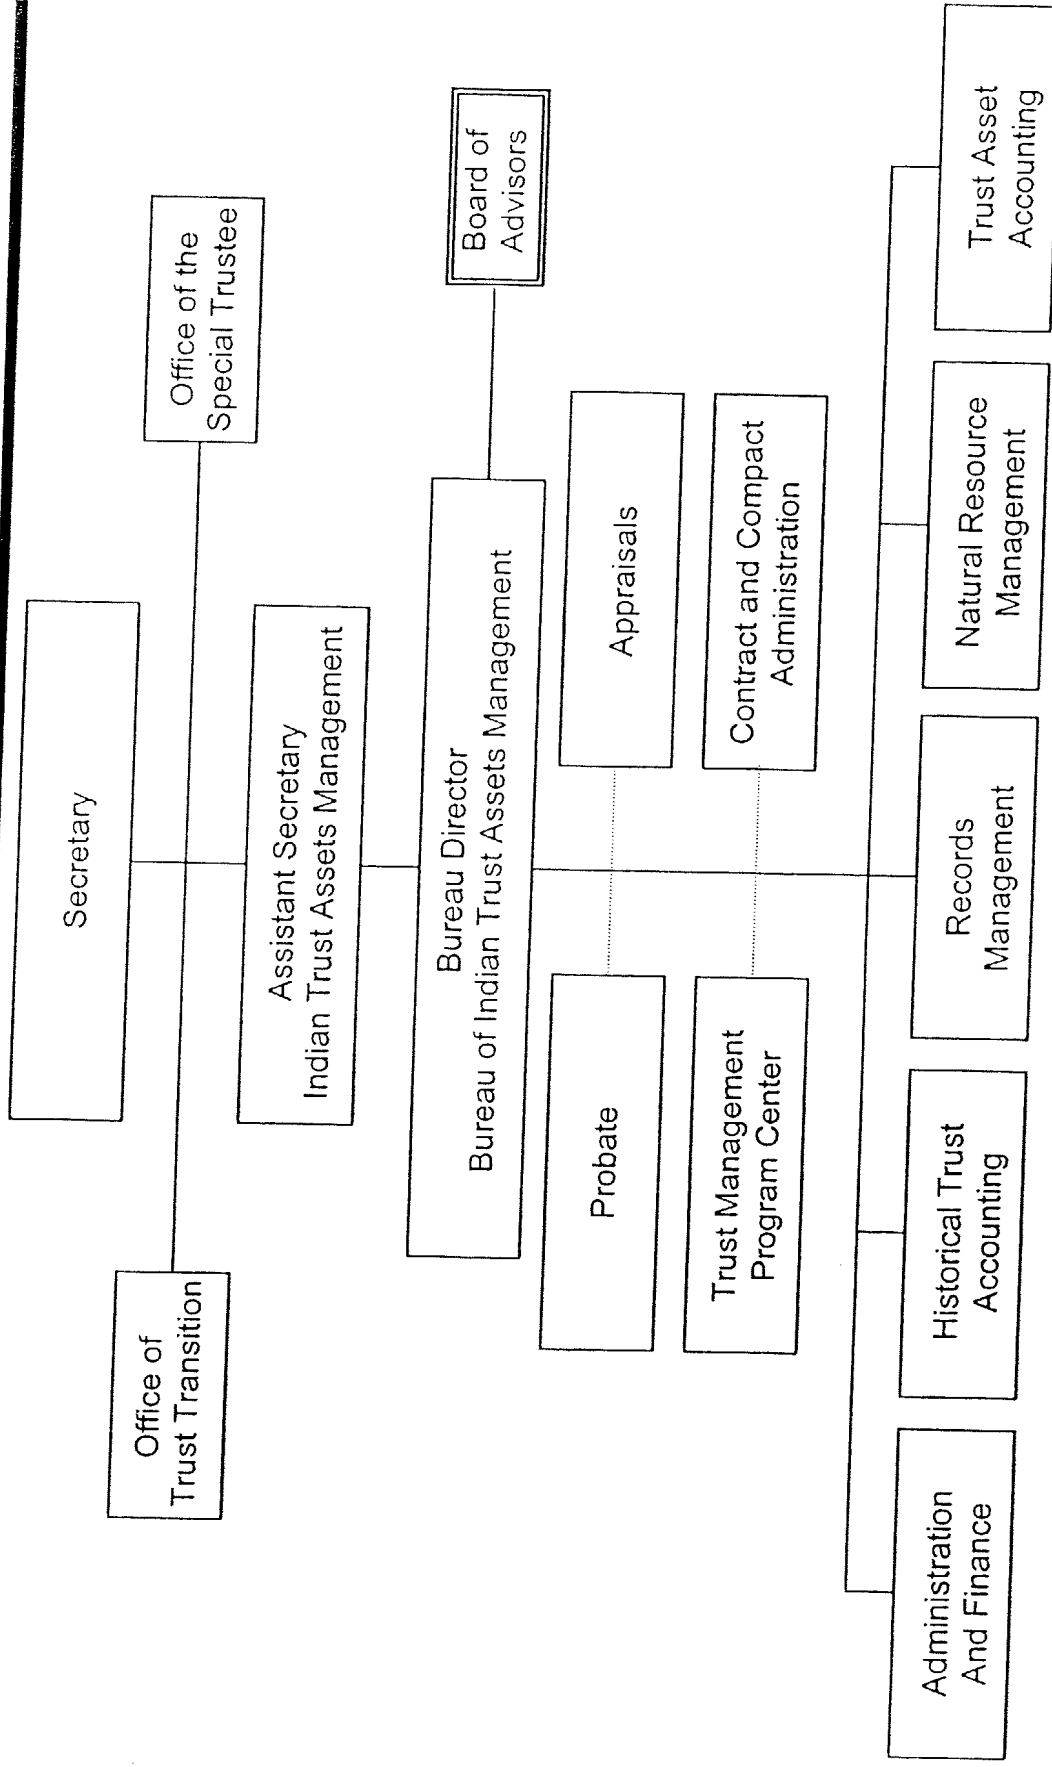 Secretary
Office of
Trust Transition
Office of the
Special Trustee
Assistant Secretary
Indian Trust Assets Management
Bureau Director
Bureau of Indian Trust Assets Management
Board of
Advisors
Probate
Appraisals
Trust Management
Program Center
Contract and Compact
Administration
Administration
And Finance
Historical Trust
Accounting
Records
Management
Natural Resource
Management
Trust Asset
Accounting